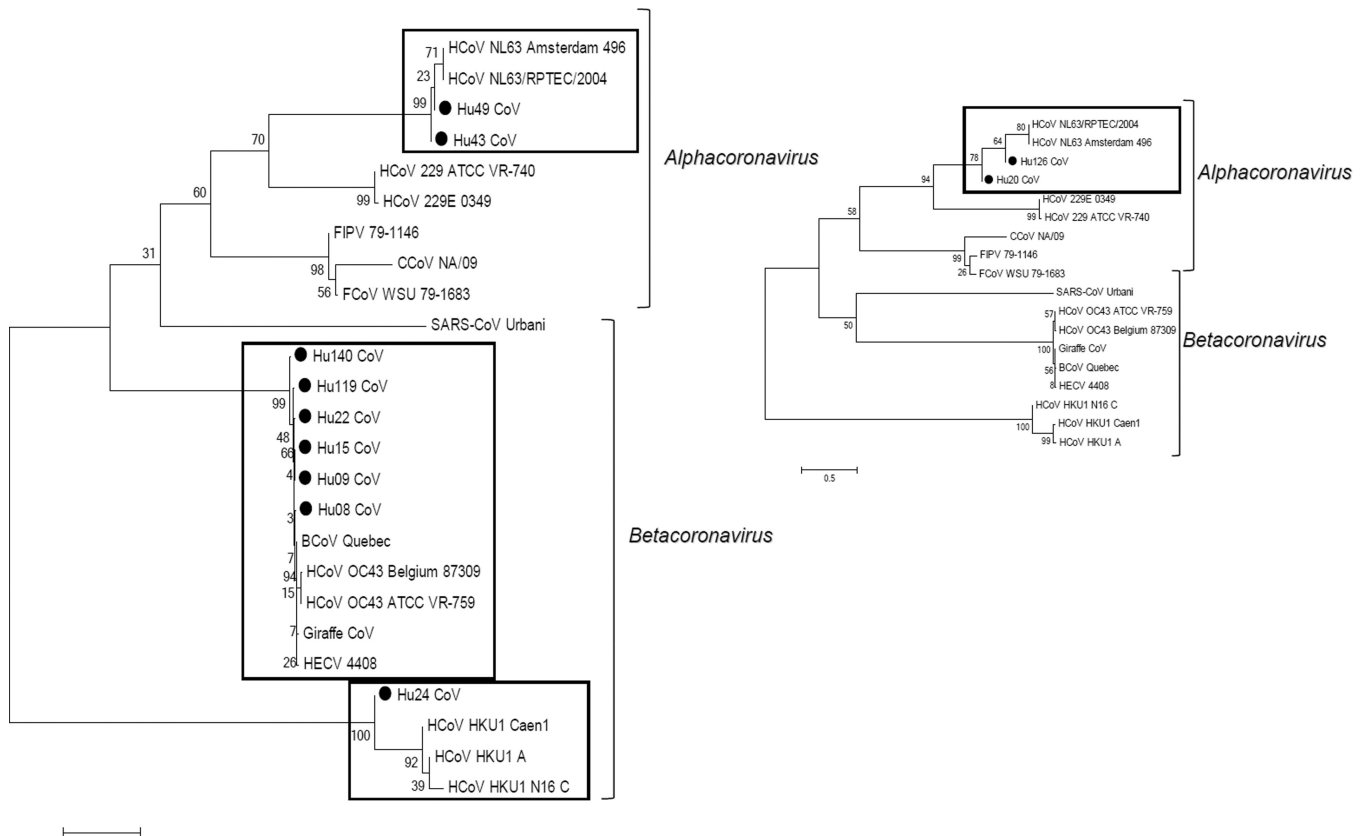 71
HCoV NL63 Amsterdam 496
23
HCoV NL63/RPTEC/2004
99
Hu49 CoV
Hu43 CoV
70
HCoV 229 ATCC VR-740
99
HCoV 229E 0349
60
FIPV 79-1146
98
CCoV NA/09
56
FCoV WSU 79-1683
Alphacoronavirus
31
SARS-CoV Urbani
Hu140 CoV
99
Hu119 CoV
Hu22 CoV
48
66
Hu15 CoV
4
Hu09 CoV
3
Hu08 CoV
BCoV Quebec
7
94
HCoV OC43 Belgium 87309
15
HCoV OC43 ATCC VR-759
7
Giraffe CoV
26
HECV 4408
Hu24 CoV
100
HCoV HKU1 Caen1
92
HCoV HKU1 A
39
HCoV HKU1 N16 C
Betacoronavirus
80
HCoV NL63/RPTEC/2004
64
HCoV NL63 Amsterdam 496
78
Hu126 CoV
Hu20 CoV
94
HCoV 229E 0349
99
HCoV 229 ATCC VR-740
58
CCoV NA/09
99
FIPV 79-1146
26
FCoV WSU 79-1683
Alphacoronavirus
SARS-CoV Urbani
50
57
HCoV OC43 ATCC VR-759
HCoV OC43 Belgium 87309
100
Giraffe CoV
56
BCoV Quebec
8
HECV 4408
HCoV HKU1 N16 C
100
HCoV HKU1 Caen1
99
HCoV HKU1 A
Betacoronavirus
0.5